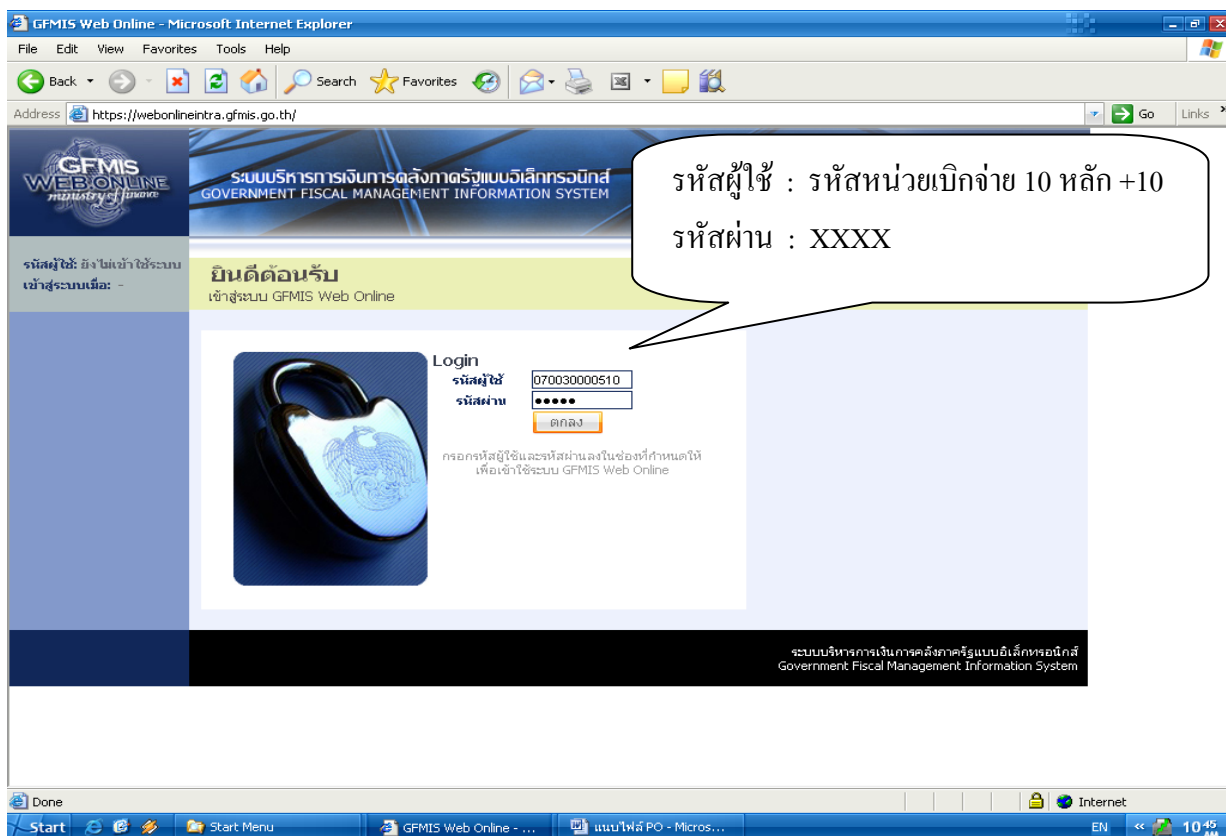 GFMIS Web Online - Microsoft Internet Explorer
File Edit View Favorites Tools Help
Back Search Favorites
Address https://webonlineintra.gfmis.go.th/ Go Links
GFMIS
WEB ONLINE
ministry of finance
ระบบบริหารการเงินการคลังภาครัฐแบบอิเล็กทรอนิกส์
GOVERNMENT FISCAL MANAGEMENT INFORMATION SYSTEM
รหัสผู้ใช้ : รหัสหน่วยเบิกจ่าย 10 หลัก +10
รหัสผ่าน : XXXX
รหัสผู้ใช้: ยังไม่เข้าใช้ระบบ
เข้าสู่ระบบเมื่อ: -
ยินดีต้อนรับ
เข้าสู่ระบบ GFMIS Web Online
Login
รหัสผู้ใช้ 070030000510
รหัสผ่าน •••••
ตกลง
กรอกรหัสผู้ใช้และรหัสผ่านลงในช่องที่กำหนดให้
เพื่อเข้าใช้ระบบ GFMIS Web Online
ระบบบริหารการเงินการคลังภาครัฐแบบอิเล็กทรอนิกส์
Government Fiscal Management Information System
Done Internet
Start Start Menu GFMIS Web Online - ... แนบไฟล์ PO - Micros... EN 10:45